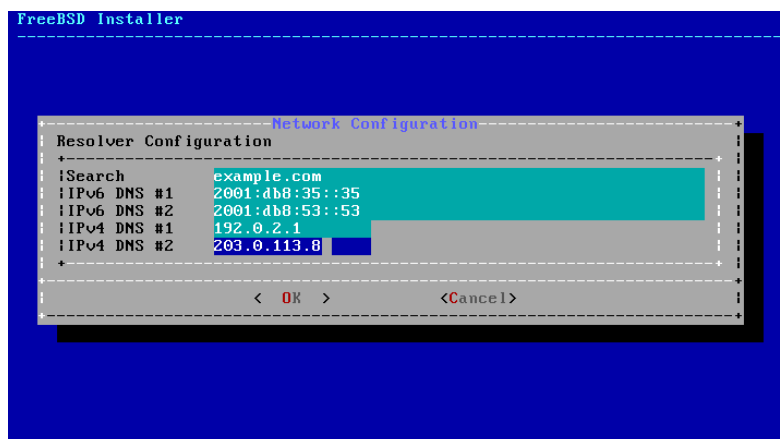 FreeBSD Installer
Network Configuration
Resolver Configuration
Search example.com
IPv6 DNS #1 2001:db8:35::35
IPv6 DNS #2 2001:db8:53::53
IPv4 DNS #1 192.0.2.1
IPv4 DNS #2 203.0.113.8
< OK > <Cancel>